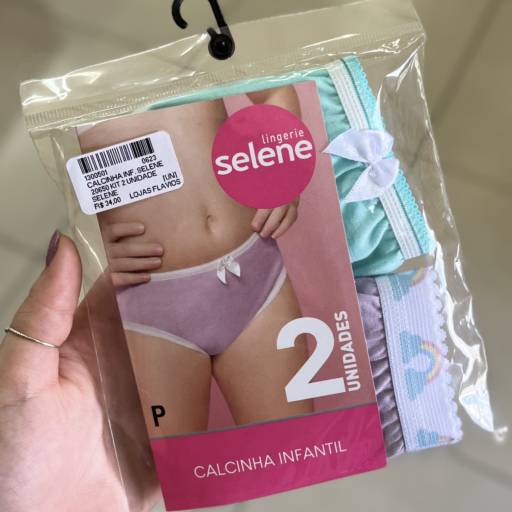 lingerie
selene
0623
1300501
CALCINHA INF. SELENE
20650 KIT 2 UNIDADE [UN]
SELENE
R$ 34,00 LOJAS FLAVIOS
2
UNIDADES
P
CALCINHA INFANTIL